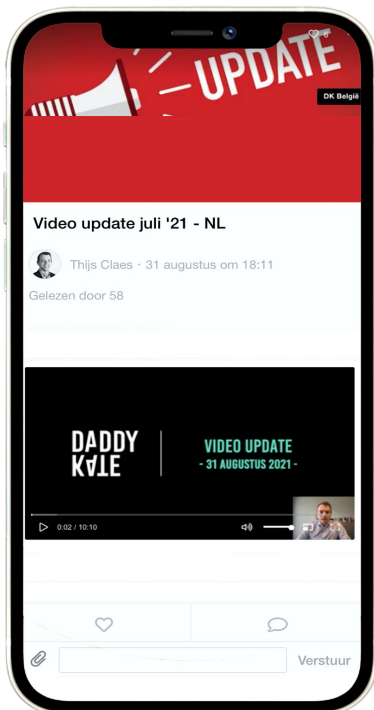 6
UPDATE
DK België
Video update juli '21 - NL
Thijs Claes · 31 augustus om 18:11
Gelezen door 58
DADDY
KATE
VIDEO UPDATE
- 31 AUGUSTUS 2021 -
0:02 / 10:10
Verstuur